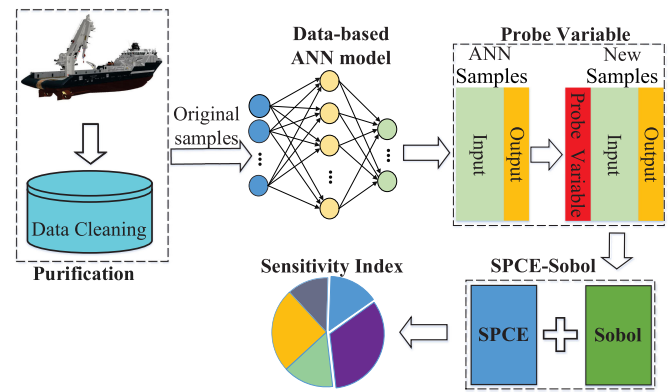 Data-based
ANN model
Probe Variable
ANN
Samples
New
Samples
Original
samples
Input
Output
Probe Variable
Input
Output
Data Cleaning
Purification
Sensitivity Index
SPCE-Sobol
SPCE
Sobol